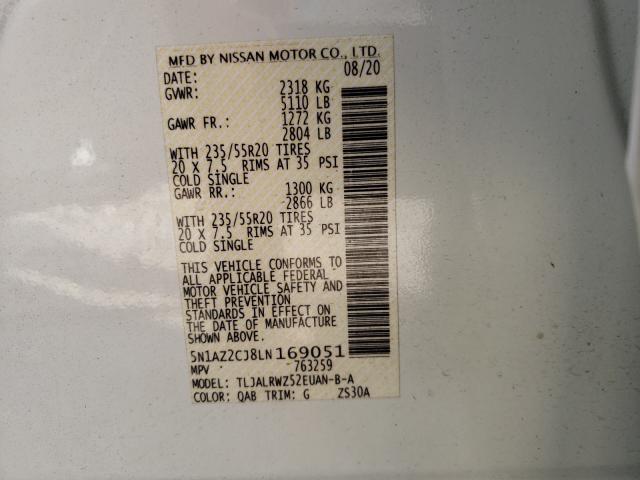 MFD BY NISSAN MOTOR CO., LTD.
DATE: 08/20
GVWR: 2318 KG
5110 LB
GAWR FR.: 1272 KG
2804 LB
WITH 235/55R20 TIRES
20 X 7.5 RIMS AT 35 PSI
COLD SINGLE
GAWR RR.: 1300 KG
2866 LB
WITH 235/55R20 TIRES
20 X 7.5 RIMS AT 35 PSI
COLD SINGLE
THIS VEHICLE CONFORMS TO
ALL APPLICABLE FEDERAL
MOTOR VEHICLE SAFETY AND
THEFT PREVENTION
STANDARDS IN EFFECT ON
THE DATE OF MANUFACTURE
SHOWN ABOVE.
5N1AZ2CJ8LN169051
MPV 763259
MODEL: TLJALRWZ52EUAN-B-A
COLOR: QAB TRIM: G ZS30A